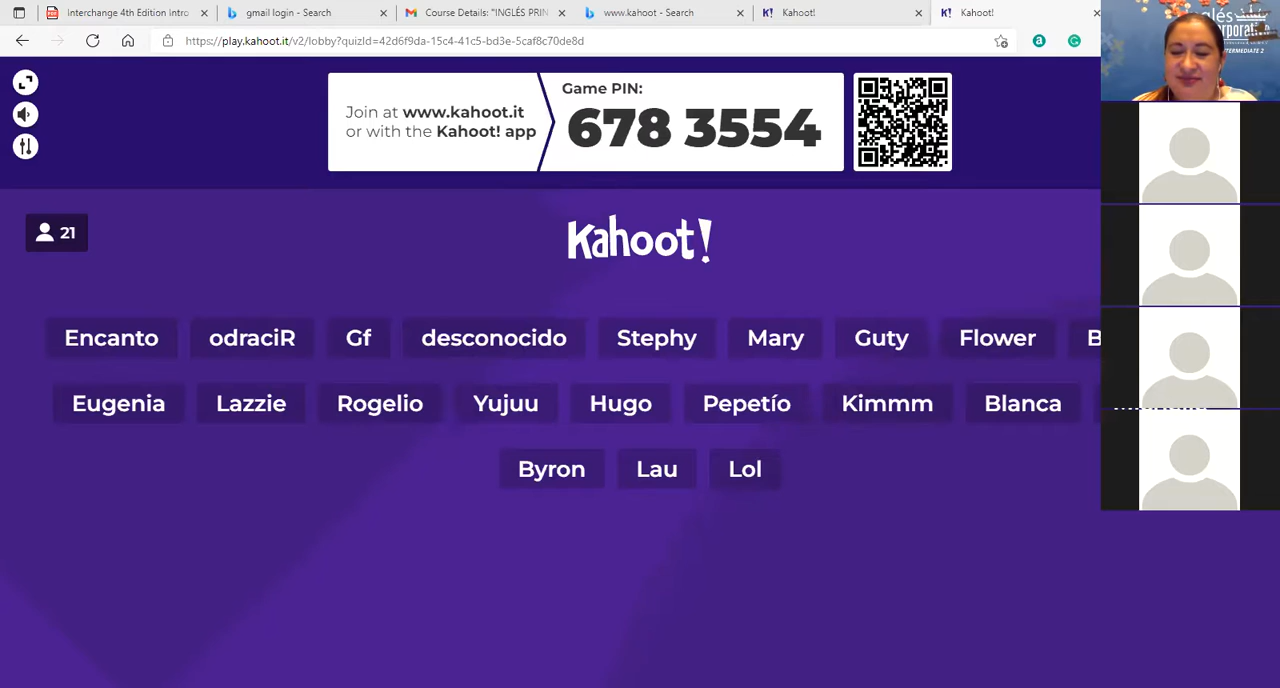 Interchange 4th Edition Intro
gmail login - Search
Course Details: "INGLÉS PRIN
www.kahoot - Search
Kahoot!
Kahoot!
https://play.kahoot.it/v2/lobby?quizId=42d6f9da-15c4-41c5-bd3e-5caf8c70de8d
Join at www.kahoot.it
or with the Kahoot! app
Game PIN:
678 3554
21
Kahoot!
Encanto odraciR Gf desconocido Stephy Mary Guty Flower B
Eugenia Lazzie Rogelio Yujuu Hugo Pepetío Kimmm Blanca
Byron Lau Lol